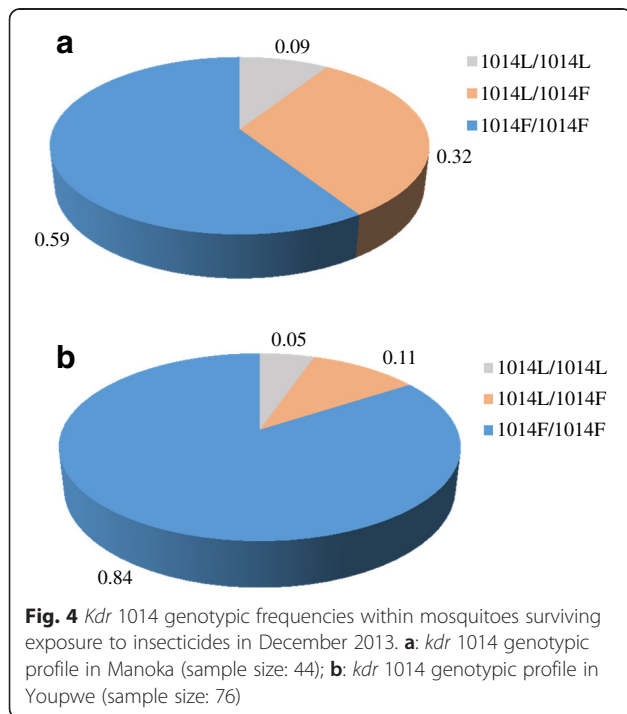 a
0.09
1014L/1014L
1014L/1014F
1014F/1014F
0.32
0.59
b
0.05
0.11
1014L/1014L
1014L/1014F
1014F/1014F
0.84
Fig. 4 Kdr 1014 genotypic frequencies within mosquitoes surviving
exposure to insecticides in December 2013. a: kdr 1014 genotypic
profile in Manoka (sample size: 44); b: kdr 1014 genotypic profile in
Youpwe (sample size: 76)